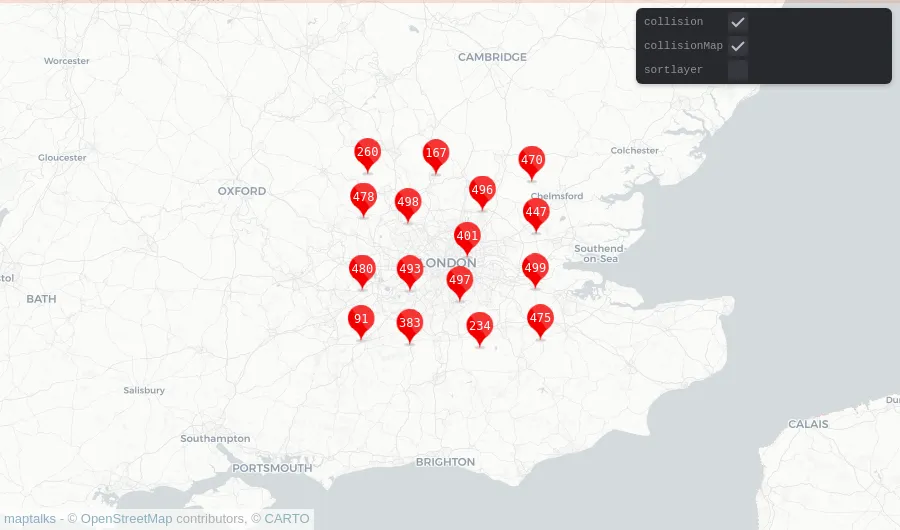 collision
collisionMap
sortlayer
CAMBRIDGE
Worcester
Gloucester
Colchester
OXFORD
Chelmsford
260
167
470
478
498
496
447
401
LONDON
Southend
-on-Sea
480
493
497
499
BATH
91
383
234
475
Salisbury
Southampton
PORTSMOUTH
BRIGHTON
CALAIS
maptalks - © OpenStreetMap contributors, © CARTO